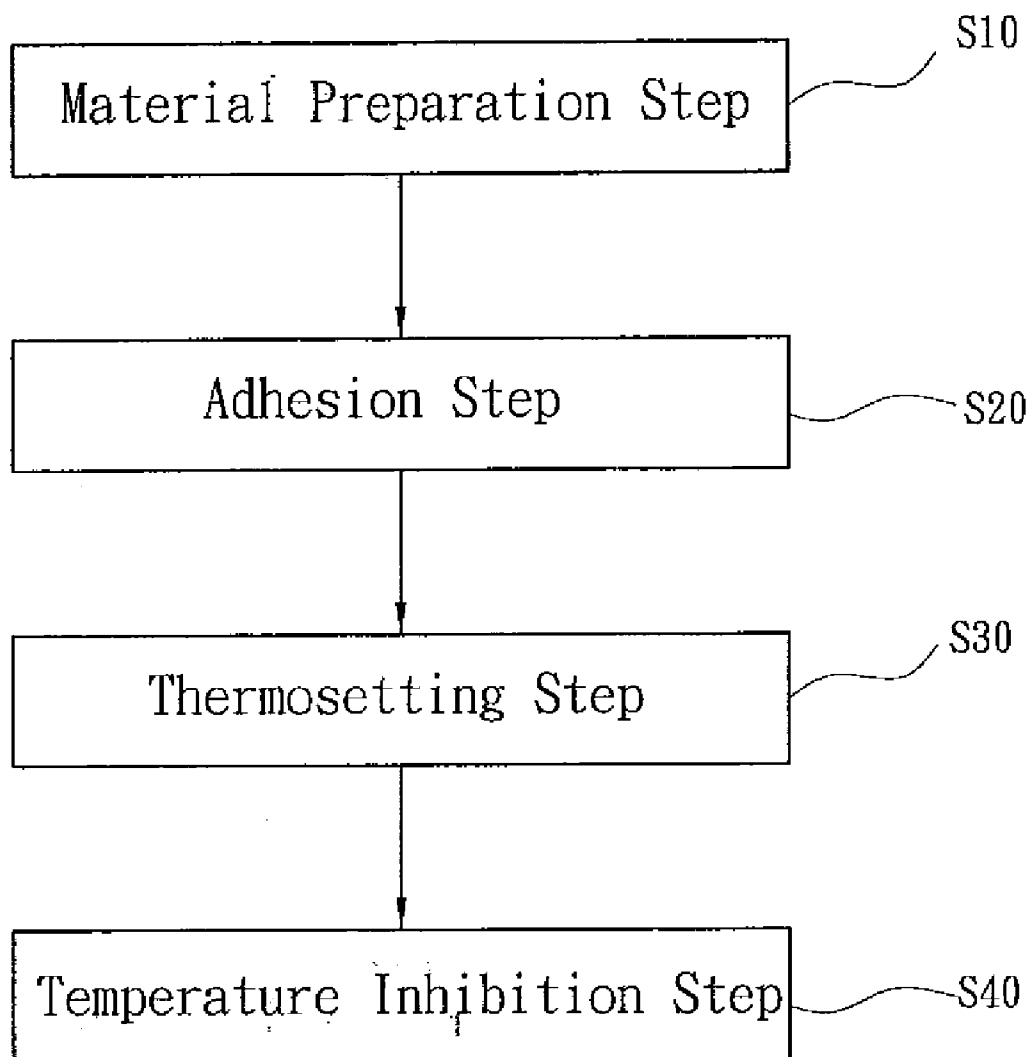 S10
Material Preparation Step
Adhesion Step
S20
S30
Thermosetting Step
Temperature Inhibition Step
S40